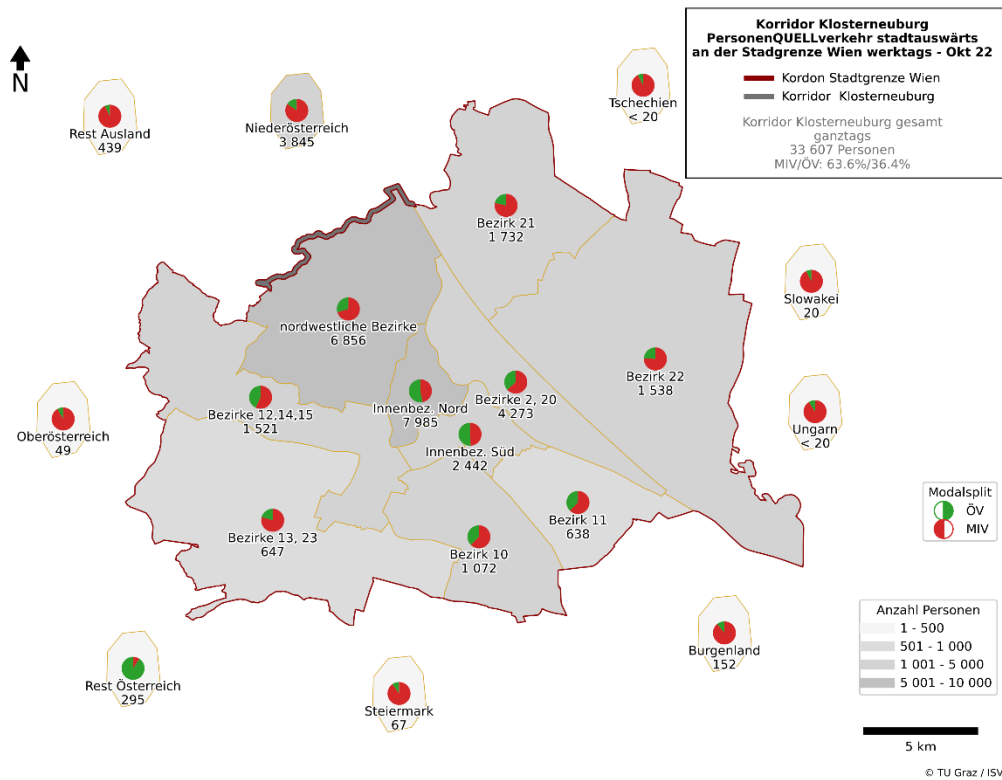 Korridor Klosterneuburg
PersonenQUELLverkehr stadtauswärts
an der Stadgrenze Wien werktags - Okt 22
Kordon Stadtgrenze Wien
Korridor Klosterneuburg
Korridor Klosterneuburg gesamt
ganztags
33 607 Personen
MIV/ÖV: 63.6%/36.4%
N
Rest Ausland
439
Niederösterreich
3 845
Tschechien
< 20
Bezirk 21
1 732
Slowakei
20
nordwestliche Bezirke
6 856
Bezirk 22
1 538
Bezirke 12,14,15
1 521
Innenbez. Nord
7 985
Bezirke 2, 20
4 273
Oberösterreich
49
Ungarn
< 20
Innenbez. Süd
2 442
Modalsplit
ÖV
MIV
Bezirke 13, 23
647
Bezirk 10
1 072
Bezirk 11
638
Anzahl Personen
1 - 500
501 - 1 000
1 001 - 5 000
5 001 - 10 000
Burgenland
152
Rest Österreich
295
Steiermark
67
5 km
© TU Graz / ISV